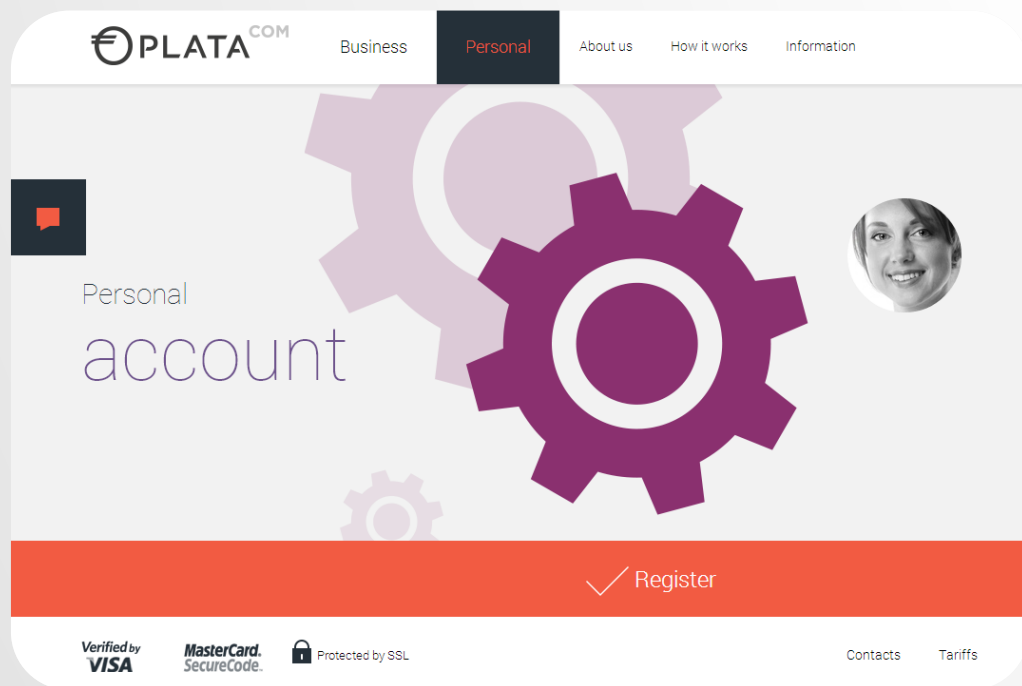 €PLATA COM
Business
Personal
About us
How it works
Information
Personal
account
Register
Verified by
VISA
MasterCard.
SecureCode.
Protected by SSL
Contacts
Tariffs